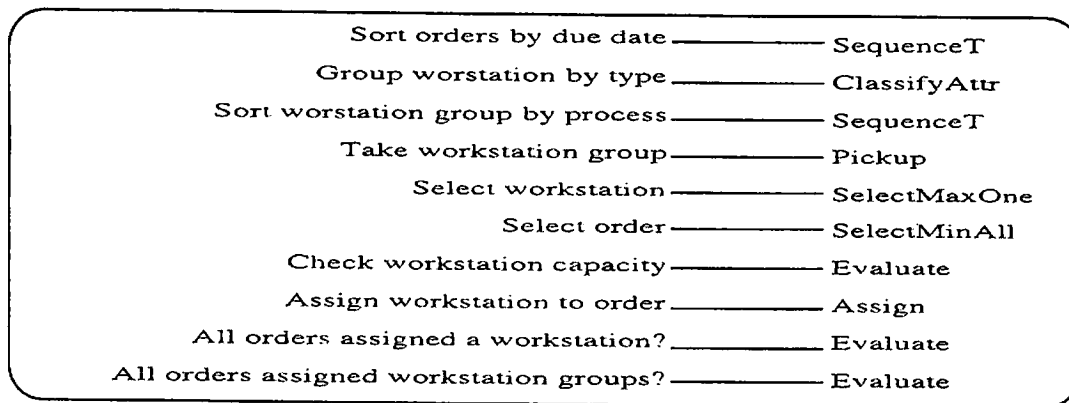 Sort orders by due date SequenceT
Group worstation by type ClassifyAttr
Sort worstation group by process SequenceT
Take workstation group Pickup
Select workstation SelectMaxOne
Select order SelectMinAll
Check workstation capacity Evaluate
Assign workstation to order Assign
All orders assigned a workstation? Evaluate
All orders assigned workstation groups? Evaluate